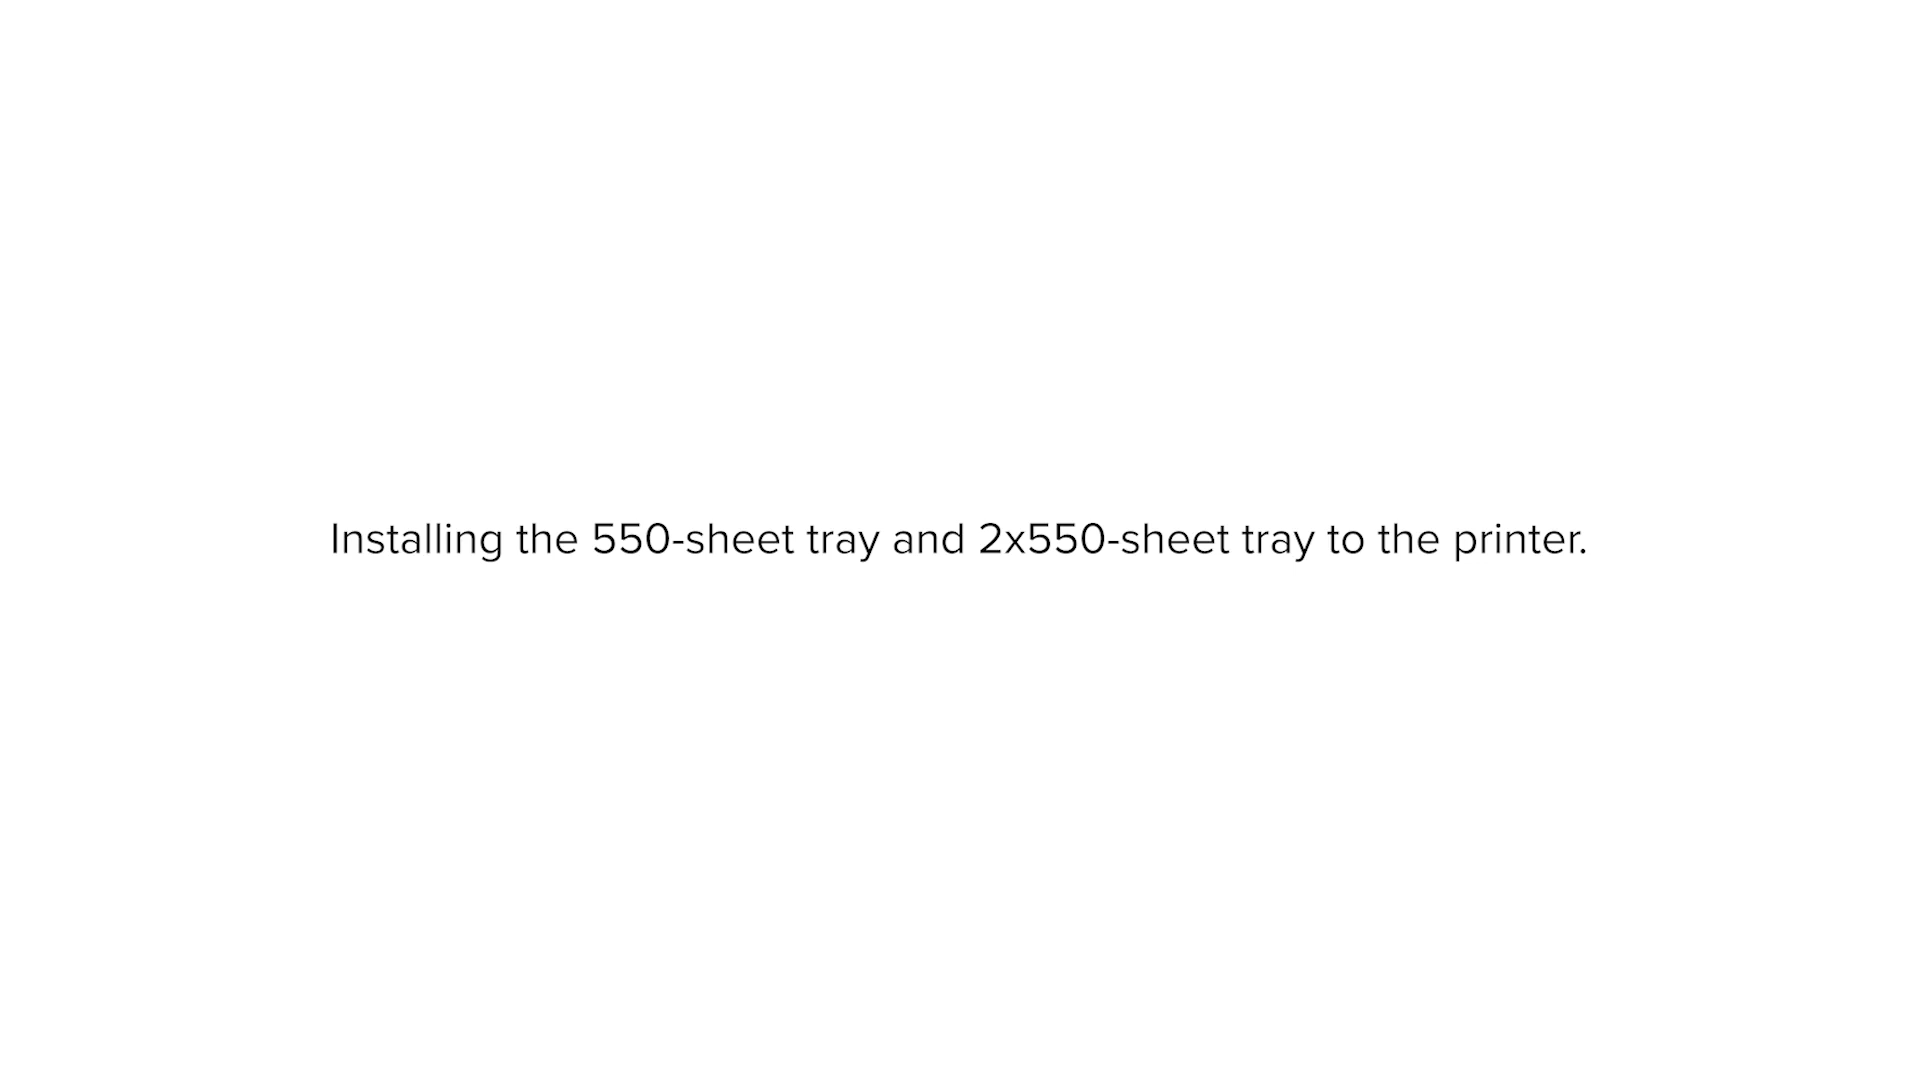 Installing the 550-sheet tray and 2x550-sheet tray to the printer.